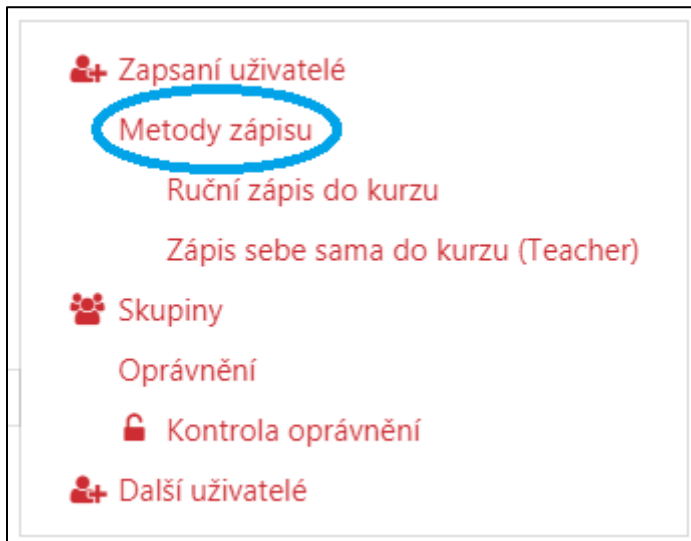 Zapsaní uživatelé
Metody zápisu
Ruční zápis do kurzu
Zápis sebe sama do kurzu (Teacher)
Skupiny
Oprávnění
Kontrola oprávnění
Další uživatelé